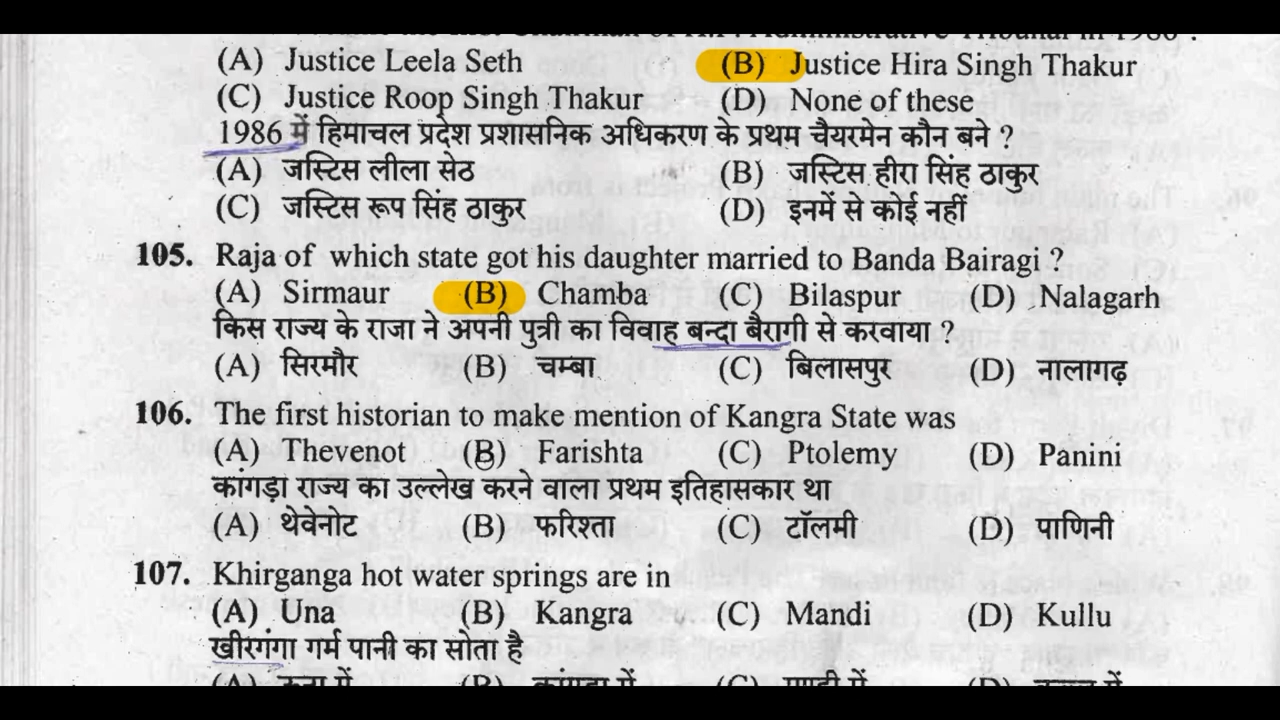 (A) Justice Leela Seth (B) Justice Hira Singh Thakur
(C) Justice Roop Singh Thakur (D) None of these
1986 में हिमाचल प्रदेश प्रशासनिक अधिकरण के प्रथम चैयरमेन कौन बने ?
(A) जस्टिस लीला सेठ (B) जस्टिस हीरा सिंह ठाकुर
(C) जस्टिस रूप सिंह ठाकुर (D) इनमें से कोई नहीं
105. Raja of which state got his daughter married to Banda Bairagi ?
(A) Sirmaur (B) Chamba (C) Bilaspur (D) Nalagarh
किस राज्य के राजा ने अपनी पुत्री का विवाह बन्दा बैरागी से करवाया ?
(A) सिरमौर (B) चम्बा (C) बिलासपुर (D) नालागढ़
106. The first historian to make mention of Kangra State was
(A) Thevenot (B) Farishta (C) Ptolemy (D) Panini
कांगड़ा राज्य का उल्लेख करने वाला प्रथम इतिहासकार था
(A) थेवेनोट (B) फरिश्ता (C) टॉलमी (D) पाणिनी
107. Khirganga hot water springs are in
(A) Una (B) Kangra (C) Mandi (D) Kullu
खीरगंगा गर्म पानी का सोता है